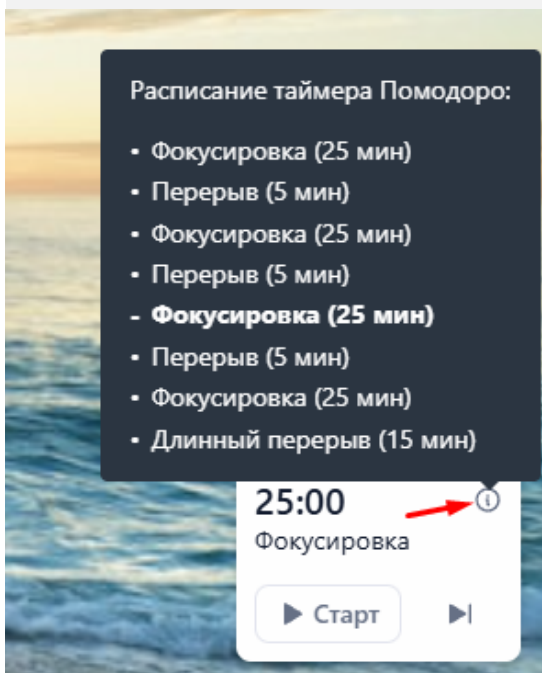 Расписание таймера Помодоро:
• Фокусировка (25 мин)
• Перерыв (5 мин)
• Фокусировка (25 мин)
• Перерыв (5 мин)
- Фокусировка (25 мин)
• Перерыв (5 мин)
• Фокусировка (25 мин)
• Длинный перерыв (15 мин)
25:00
Фокусировка
Старт